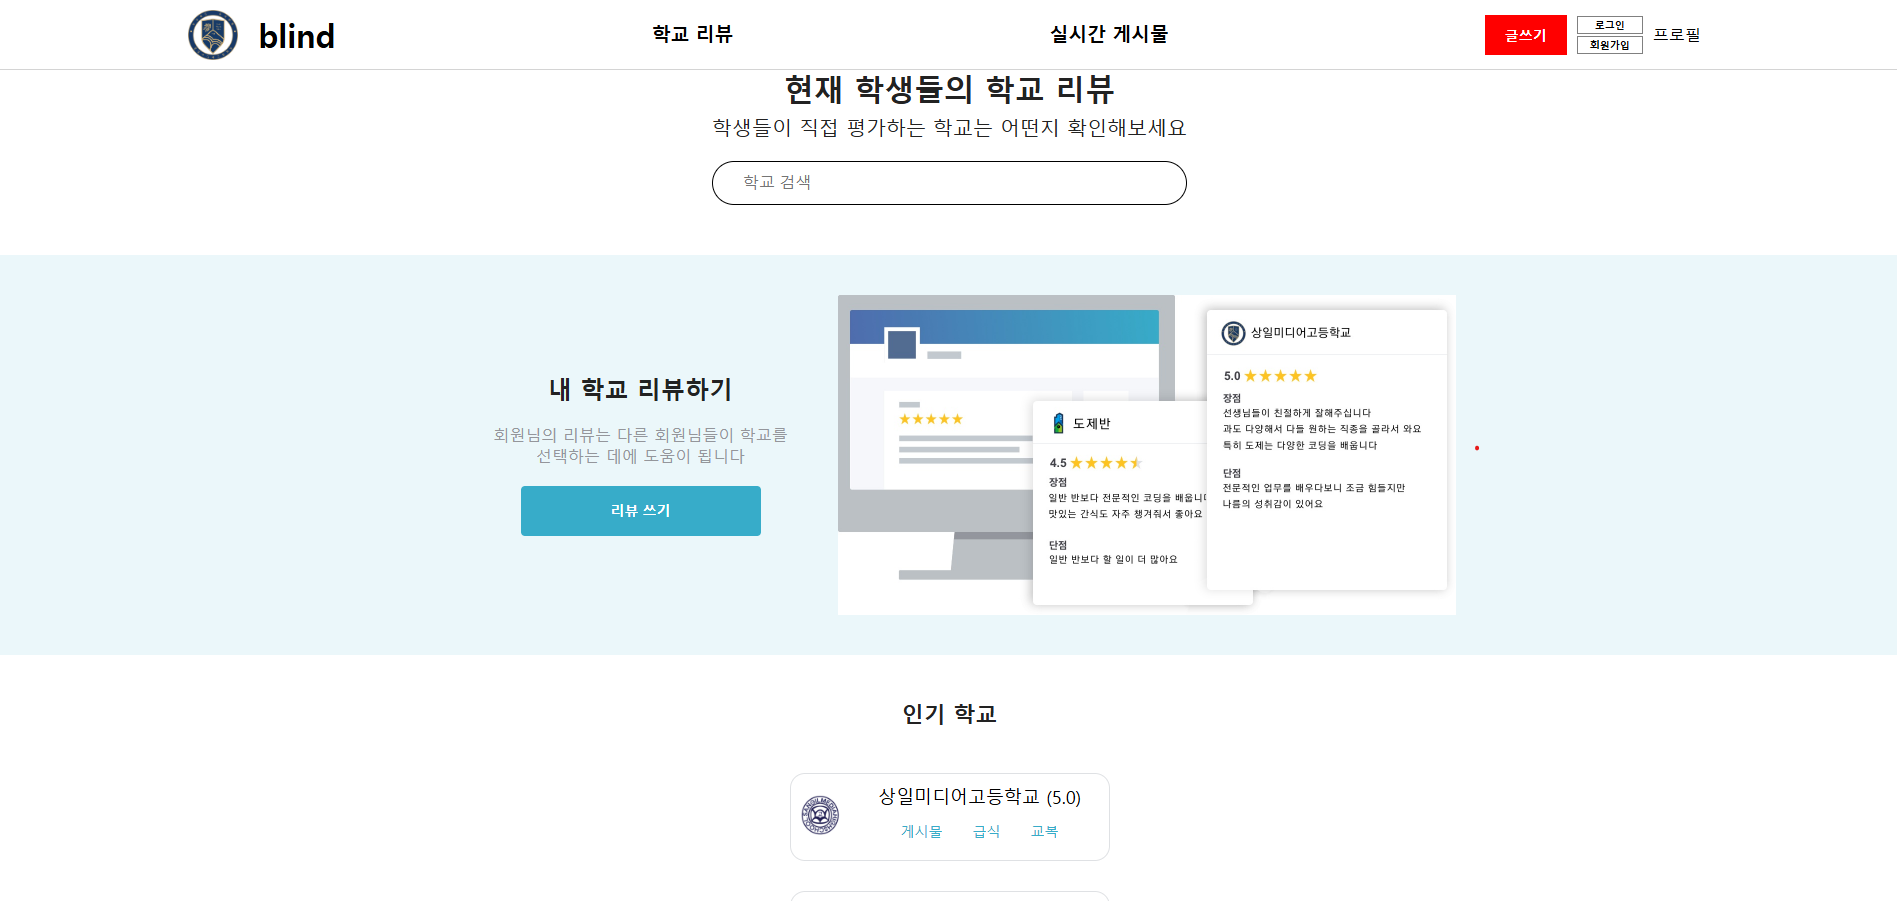 blind
학교 리뷰
실시간 게시물
글쓰기
로그인
회원가입
프로필
현재 학생들의 학교 리뷰
학생들이 직접 평가하는 학교는 어떤지 확인해보세요
학교 검색
내 학교 리뷰하기
회원님의 리뷰는 다른 회원님들이 학교를
선택하는 데에 도움이 됩니다
리뷰 쓰기
도제반
4.5
장점
일반 반보다 전문적인 코딩을 배웁니다
맛있는 간식도 자주 챙겨줘서 좋아요
단점
일반 반보다 할 일이 더 많아요
상일미디어고등학교
5.0
장점
선생님들이 친절하게 잘해주십니다
과도 다양해서 다들 원하는 직종을 골라서 와요
특히 도제는 다양한 코딩을 배웁니다
단점
전문적인 업무를 배우다보니 조금 힘들지만
나름의 성취감이 있어요
인기 학교
상일미디어고등학교 (5.0)
게시물
급식
교복